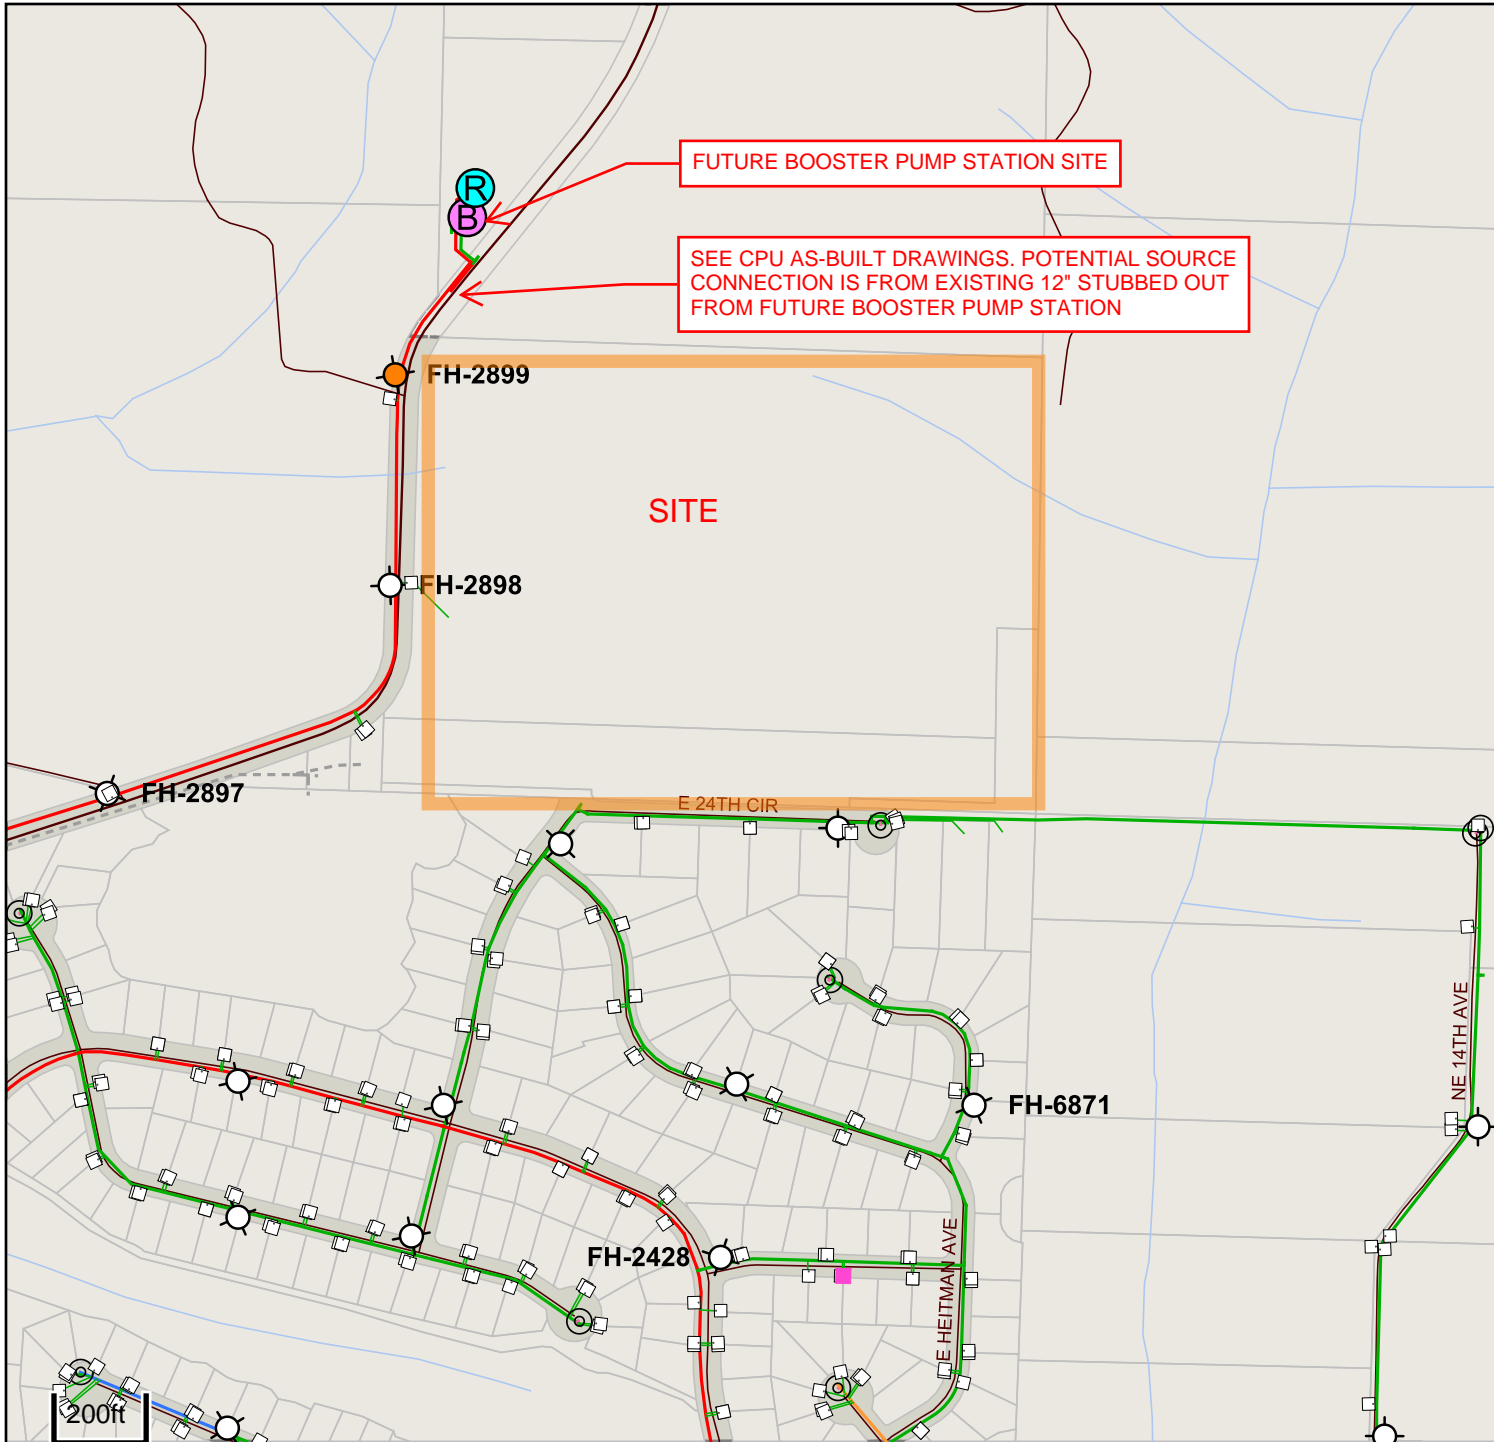 FUTURE BOOSTER PUMP STATION SITE
R
B
SEE CPU AS-BUILT DRAWINGS. POTENTIAL SOURCE
CONNECTION IS FROM EXISTING 12" STUBBED OUT
FROM FUTURE BOOSTER PUMP STATION
FH-2899
SITE
FH-2898
FH-2897
E 24TH CIR
NE 14TH AVE
FH-6871
E HEITMAN AVE
FH-2428
200ft